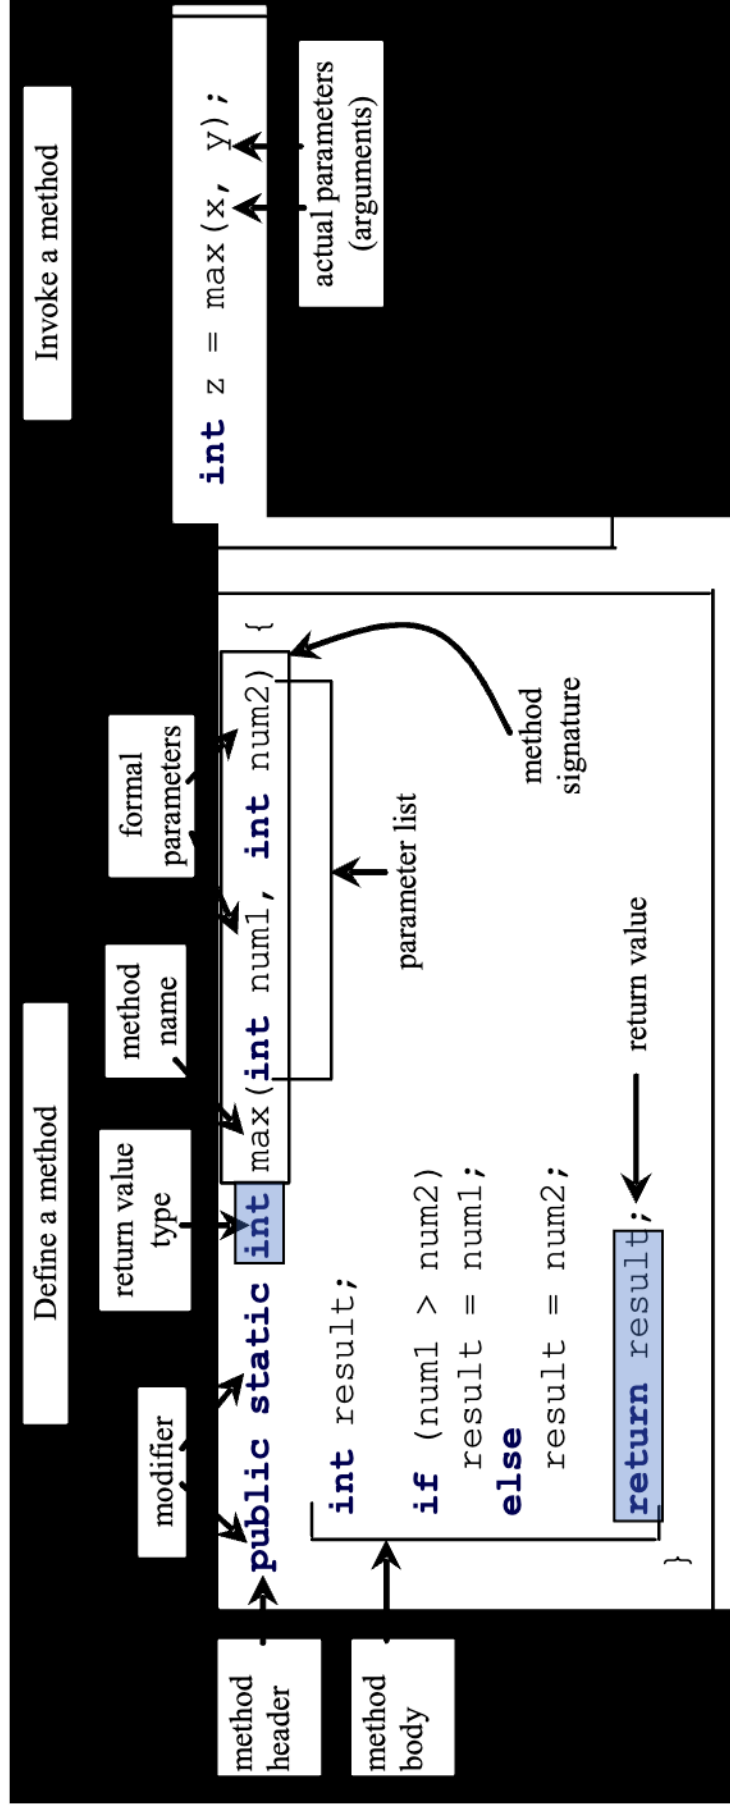 Define a method
Invoke a method
modifier
return value
type
method
name
formal
parameters
method
header
public static int max(int num1, int num2) {
int z = max(x, y);
actual parameters
(arguments)
method
body
int result;
parameter list
method
signature
if (num1 > num2)
result = num1;
else
result = num2;
return result;
return value
}